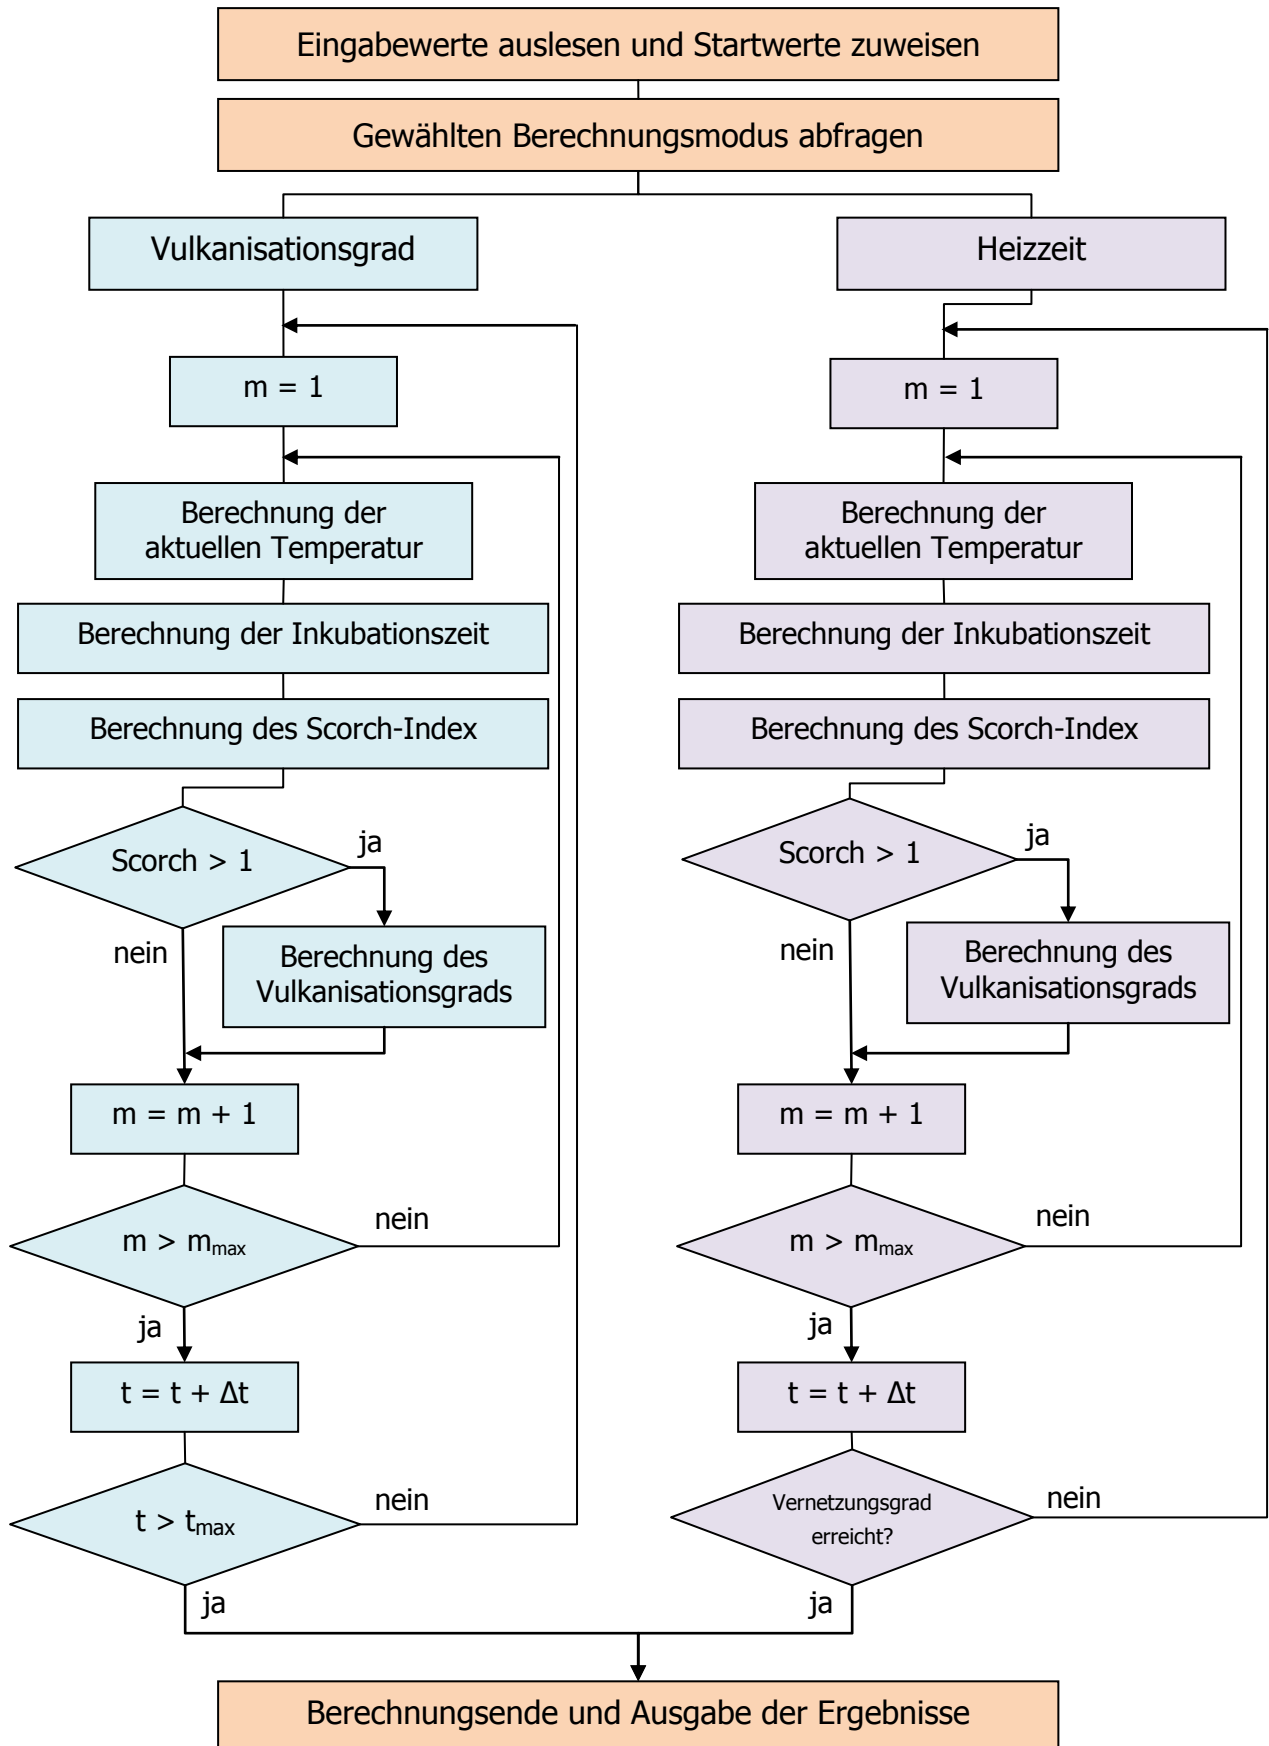 Eingabewerte auslesen und Startwerte zuweisen
Gewählten Berechnungsmodus abfragen
Vulkanisationsgrad
m = 1
Berechnung der
aktuellen Temperatur
Berechnung der Inkubationszeit
Berechnung des Scorch-Index
Scorch > 1
ja
nein
Berechnung des
Vulkanisationsgrads
m = m + 1
m > mmax
nein
ja
t = t + Δt
t > tmax
nein
ja
Heizzeit
m = 1
Berechnung der
aktuellen Temperatur
Berechnung der Inkubationszeit
Berechnung des Scorch-Index
Scorch > 1
ja
nein
Berechnung des
Vulkanisationsgrads
m = m + 1
m > mmax
nein
ja
t = t + Δt
Vernetzungsgrad
erreicht?
nein
ja
Berechnungsende und Ausgabe der Ergebnisse